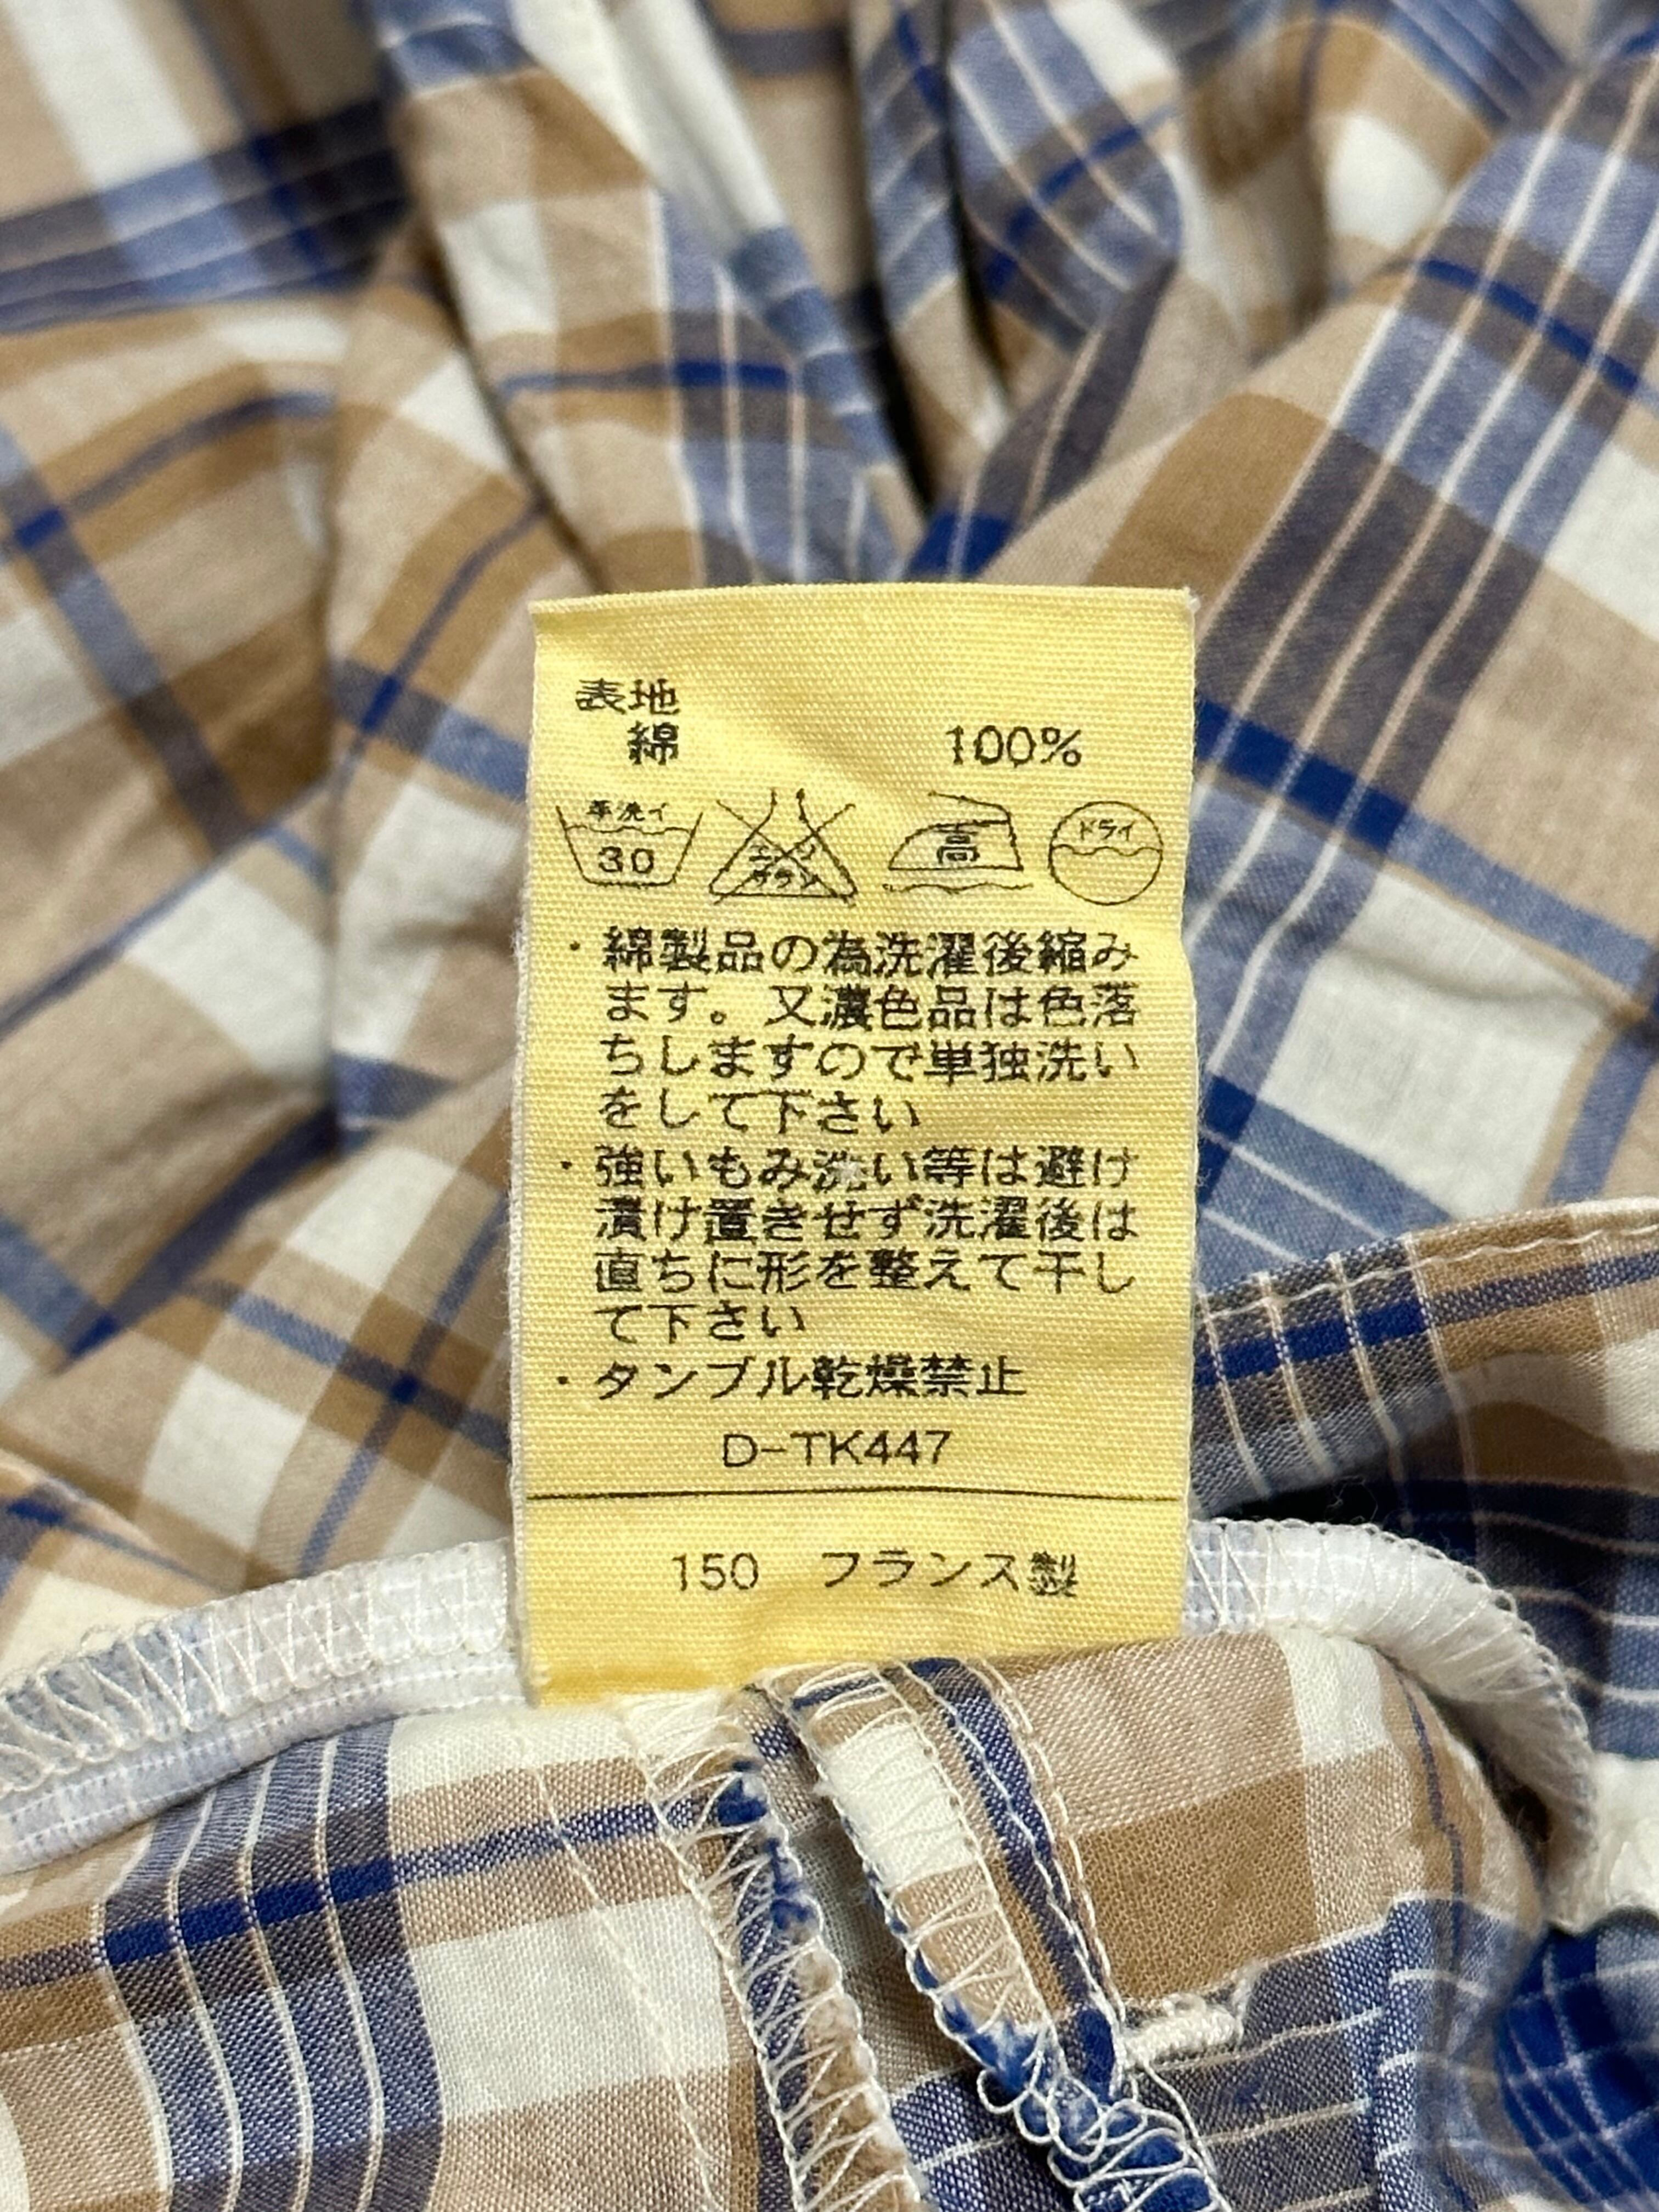 表地
綿 100%
手洗イ 30 エンソ サラシ 高 ドライ
・綿製品の為洗濯後縮み
ます。又濃色品は色落
ちしますので単独洗い
をして下さい
・強いもみ洗い等は避け
漬け置きせず洗濯後は
直ちに形を整えて干し
て下さい
・タンブル乾燥禁止
D-TK447
150 フランス製